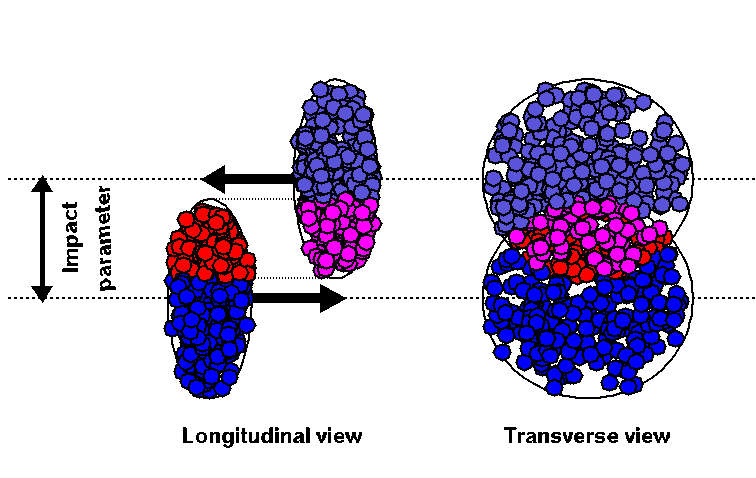 Impact
parameter
Longitudinal view
Transverse view